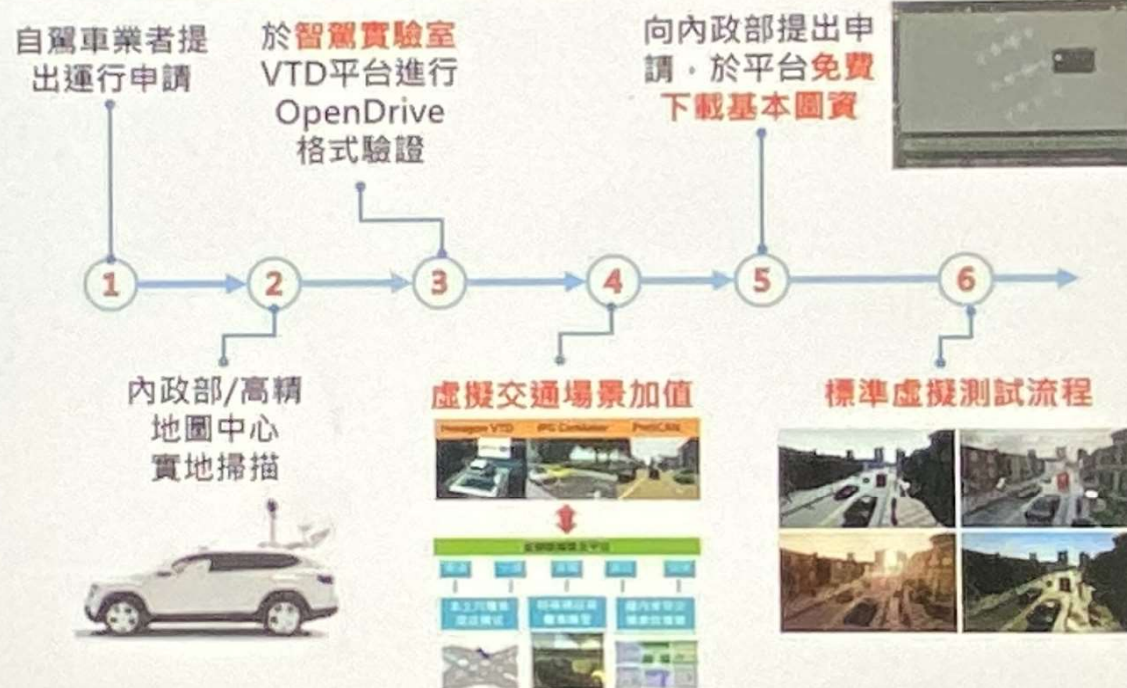 自駕車業者提
出運行申請
於智駕實驗室
VTD平台進行
OpenDrive
格式驗證
向內政部提出申
請，於平台免費
下載基本圖資
1
2
3
4
5
6
內政部/高精
地圖中心
實地掃描
虛擬交通場景加值
Hexagon VTD
IPG CarMaker
PreScan
標準虛擬測試流程